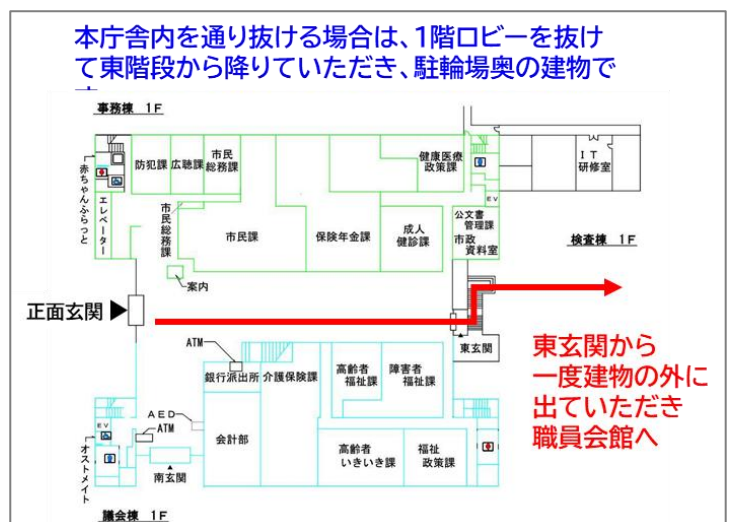 本庁舎内を通り抜ける場合は、1階ロビーを抜け
て東階段から降りていただき、駐輪場奥の建物で
事務棟 1F
防犯課
広聴課
市民
総務課
健康医療
政策課
IT
研修室
赤ちゃんふらっと
エレベーター
市民総務課
市民課
保険年金課
成人
健診課
EV
公文書
管理課
市政
資料室
検査棟 1F
案内
正面玄関
東玄関
ATM
銀行派出所
介護保険課
高齢者
福祉課
障害者
福祉課
東玄関から
一度建物の外に
出ていただき
職員会館へ
AED
ATM
EV
会計部
高齢者
いきいき課
福祉
政策課
オストメイト
南玄関
議会棟 1F